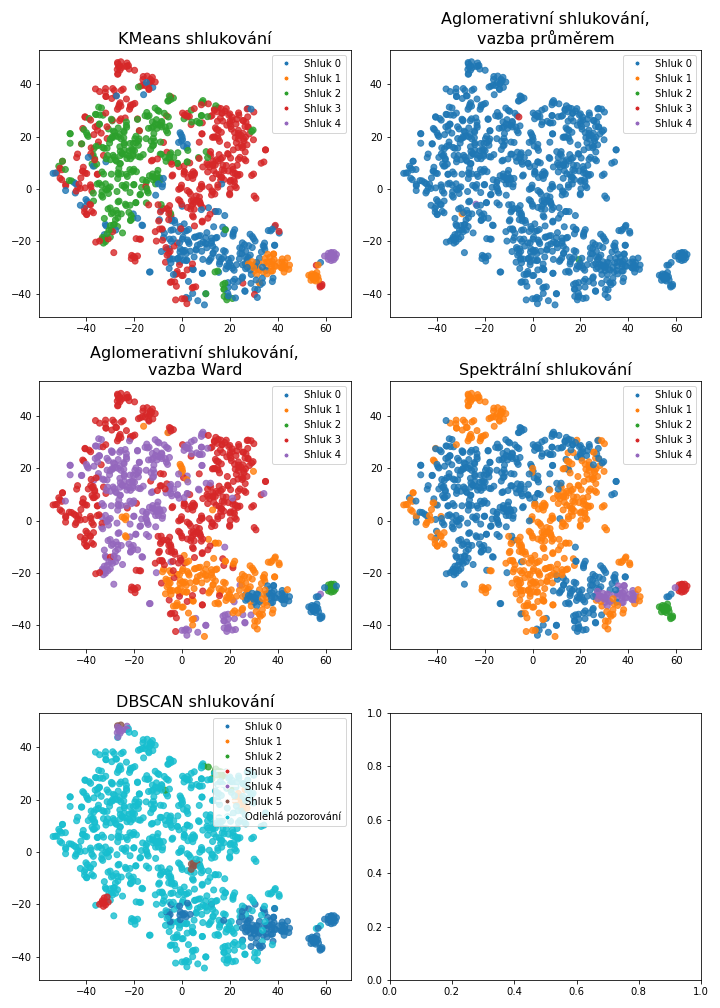 KMeans shlukování
40
20
0
−20
−40
−40
−20
0
20
40
60
Shluk 0
Shluk 1
Shluk 2
Shluk 3
Shluk 4
Aglomerativní shlukování,
vazba průměrem
40
20
0
−20
−40
−40
−20
0
20
40
60
Shluk 0
Shluk 1
Shluk 2
Shluk 3
Shluk 4
Aglomerativní shlukování,
vazba Ward
40
20
0
−20
−40
−40
−20
0
20
40
60
Shluk 0
Shluk 1
Shluk 2
Shluk 3
Shluk 4
Spektrální shlukování
40
20
0
−20
−40
−40
−20
0
20
40
60
Shluk 0
Shluk 1
Shluk 2
Shluk 3
Shluk 4
DBSCAN shlukování
40
20
0
−20
−40
−40
−20
0
20
40
60
Shluk 0
Shluk 1
Shluk 2
Shluk 3
Shluk 4
Shluk 5
Odlehlá pozorování
1.0
0.8
0.6
0.4
0.2
0.0
0.0
0.2
0.4
0.6
0.8
1.0